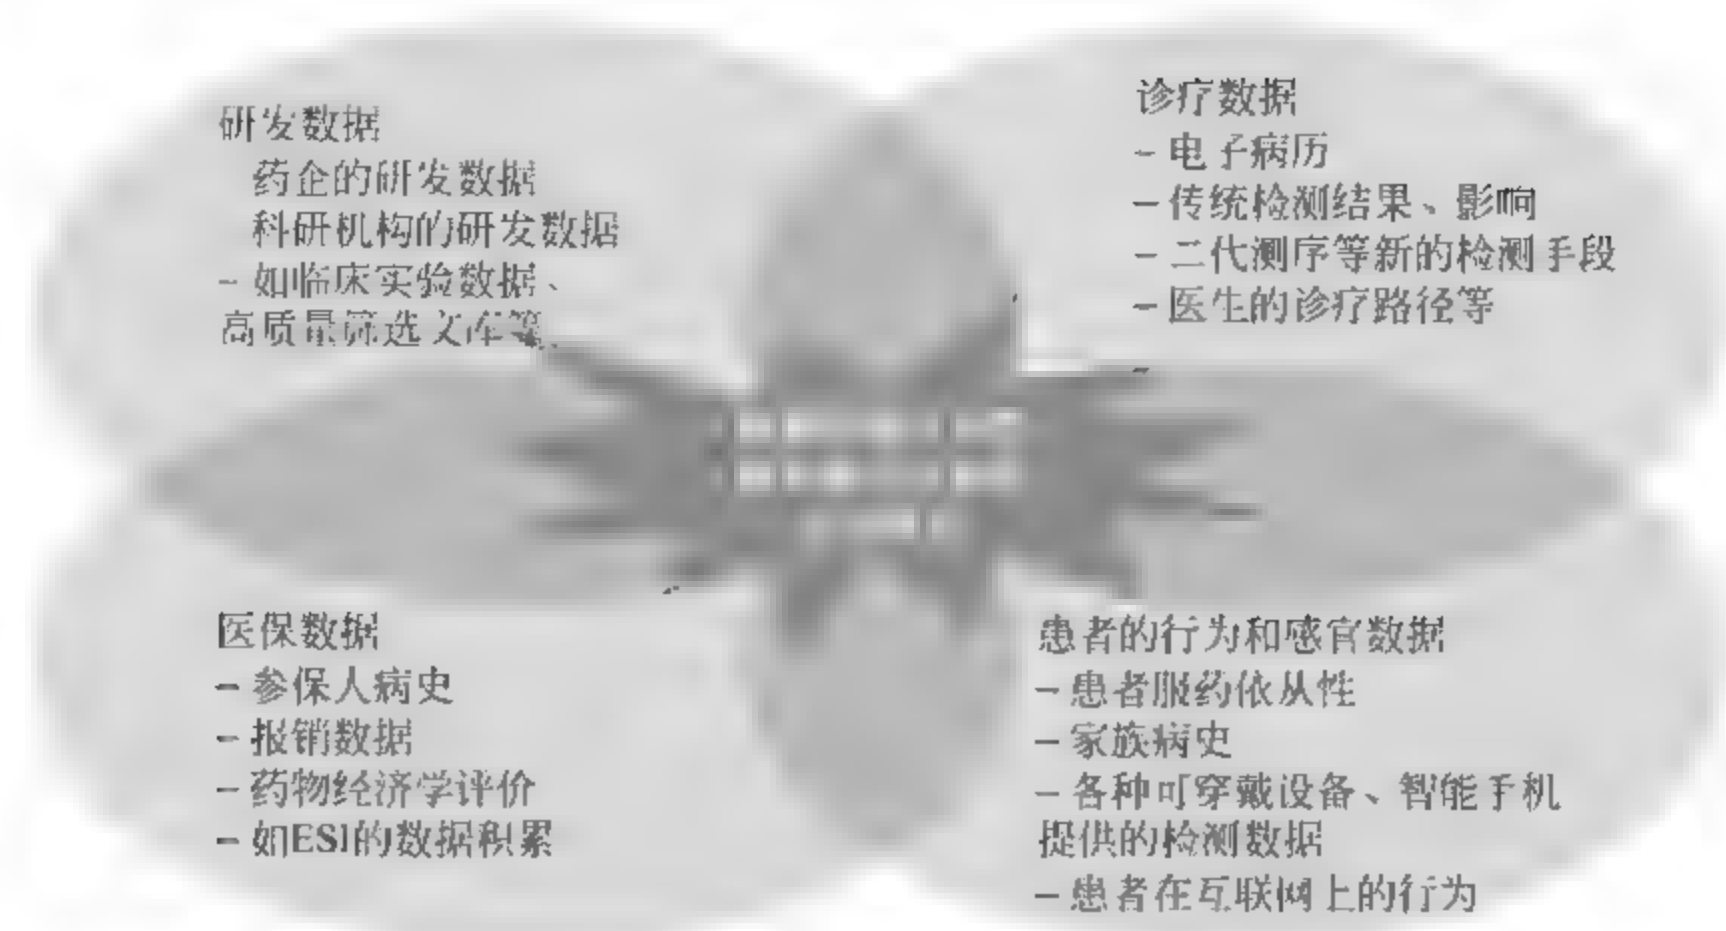 研发数据
药企的研发数据
科研机构的研发数据
– 如临床实验数据、
高质量筛选文库等
诊疗数据
– 电子病历
– 传统检测结果、影响
– 二代测序等新的检测手段
– 医生的诊疗路径等
医保数据
– 参保人病史
– 报销数据
– 药物经济学评价
– 如ESI的数据积累
患者的行为和感官数据
– 患者服药依从性
– 家族病史
– 各种可穿戴设备、智能手机
提供的检测数据
– 患者在互联网上的行为